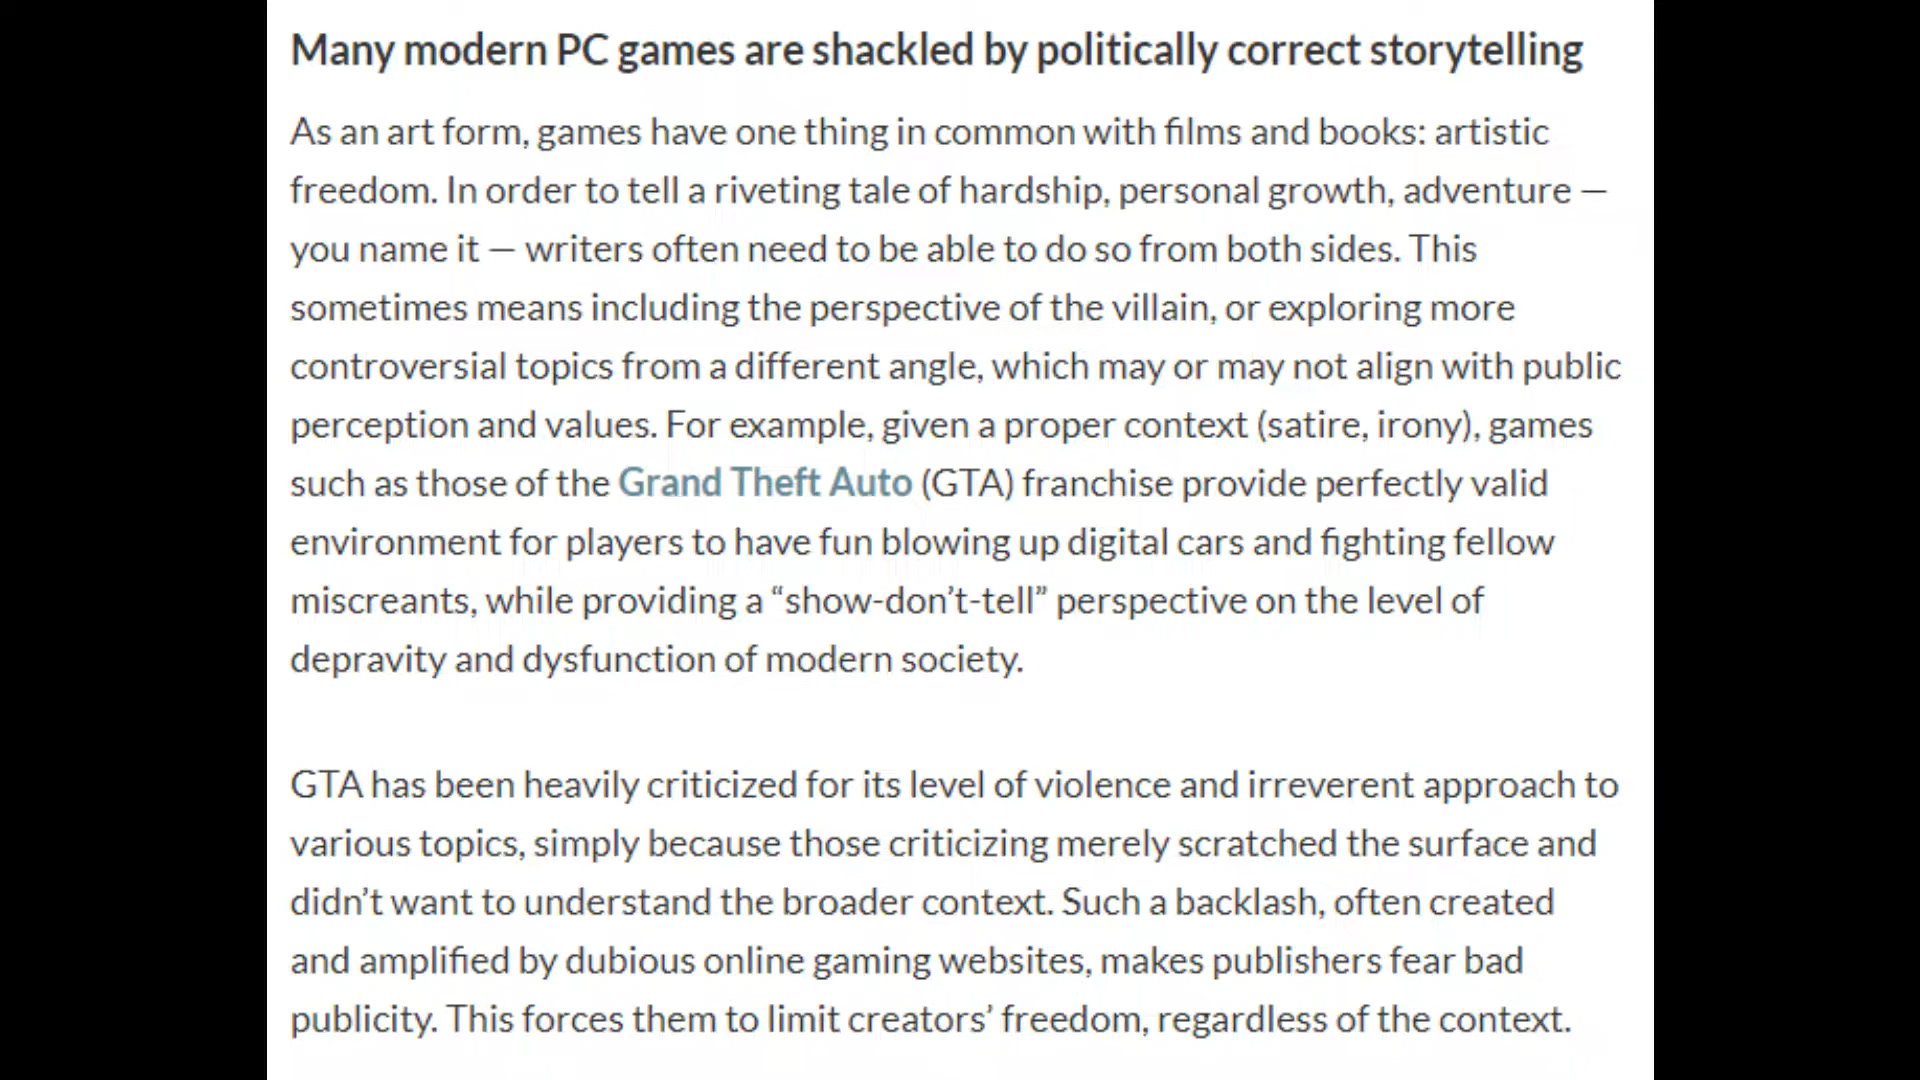 Many modern PC games are shackled by politically correct storytelling
As an art form, games have one thing in common with films and books: artistic
freedom. In order to tell a riveting tale of hardship, personal growth, adventure —
you name it — writers often need to be able to do so from both sides. This
sometimes means including the perspective of the villain, or exploring more
controversial topics from a different angle, which may or may not align with public
perception and values. For example, given a proper context (satire, irony), games
such as those of the Grand Theft Auto (GTA) franchise provide perfectly valid
environment for players to have fun blowing up digital cars and fighting fellow
miscreants, while providing a “show-don’t-tell” perspective on the level of
depravity and dysfunction of modern society.
GTA has been heavily criticized for its level of violence and irreverent approach to
various topics, simply because those criticizing merely scratched the surface and
didn’t want to understand the broader context. Such a backlash, often created
and amplified by dubious online gaming websites, makes publishers fear bad
publicity. This forces them to limit creators’ freedom, regardless of the context.